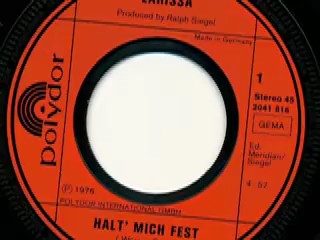 LARISSA
Produced by Ralph Siegel
Made in Germany
1
Stereo 45
2041 816
GEMA
Ed.
Meridian/
Siegel
4:07
polydor
℗ 1976
POLYDOR INTERNATIONAL GMBH
HALT' MICH FEST